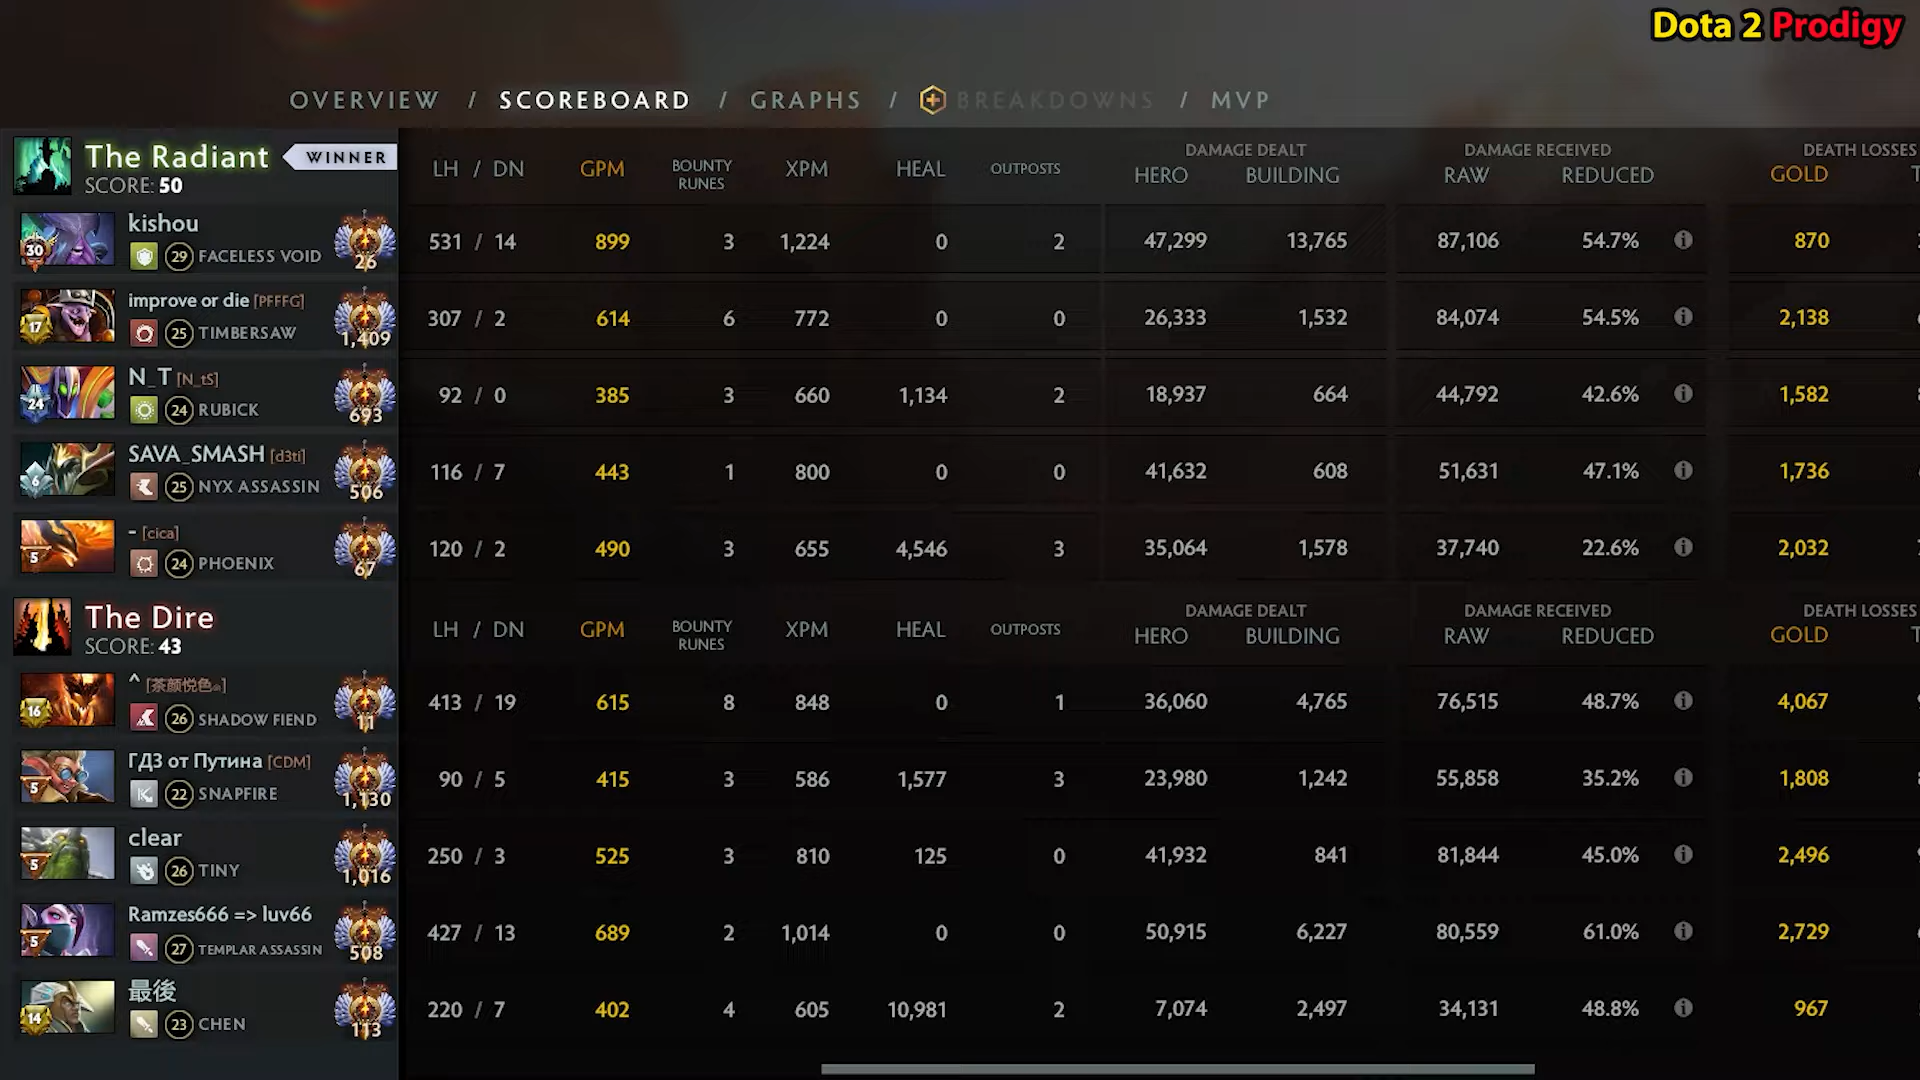 Dota 2 Prodigy
OVERVIEW / SCOREBOARD / GRAPHS / BREAKDOWNS / MVP
The Radiant WINNER
SCORE: 50
LH / DN GPM BOUNTY RUNES XPM HEAL OUTPOSTS DAMAGE DEALT HERO BUILDING DAMAGE RECEIVED RAW REDUCED DEATH LOSSES GOLD
30 kishou 29 FACELESS VOID 26 531 / 14 899 3 1,224 0 2 47,299 13,765 87,106 54.7% 870
17 improve or die [PFFFG] 25 TIMBERSAW 1,409 307 / 2 614 6 772 0 0 26,333 1,532 84,074 54.5% 2,138
24 N_T [N_tS] 24 RUBICK 693 92 / 0 385 3 660 1,134 2 18,937 664 44,792 42.6% 1,582
6 SAVA_SMASH [d3ti] 25 NYX ASSASSIN 506 116 / 7 443 1 800 0 0 41,632 608 51,631 47.1% 1,736
5 - [cica] 24 PHOENIX 67 120 / 2 490 3 655 4,546 3 35,064 1,578 37,740 22.6% 2,032
The Dire
SCORE: 43
LH / DN GPM BOUNTY RUNES XPM HEAL OUTPOSTS DAMAGE DEALT HERO BUILDING DAMAGE RECEIVED RAW REDUCED DEATH LOSSES GOLD
16 ^ [茶颜悦色] 26 SHADOW FIEND 11 413 / 19 615 8 848 0 1 36,060 4,765 76,515 48.7% 4,067
5 ГДЗ от Путина [CDM] 22 SNAPFIRE 1,130 90 / 5 415 3 586 1,577 3 23,980 1,242 55,858 35.2% 1,808
5 clear 26 TINY 1,016 250 / 3 525 3 810 125 0 41,932 841 81,844 45.0% 2,496
5 Ramzes666 => luv66 27 TEMPLAR ASSASSIN 508 427 / 13 689 2 1,014 0 0 50,915 6,227 80,559 61.0% 2,729
14 最後 23 CHEN 113 220 / 7 402 4 605 10,981 2 7,074 2,497 34,131 48.8% 967